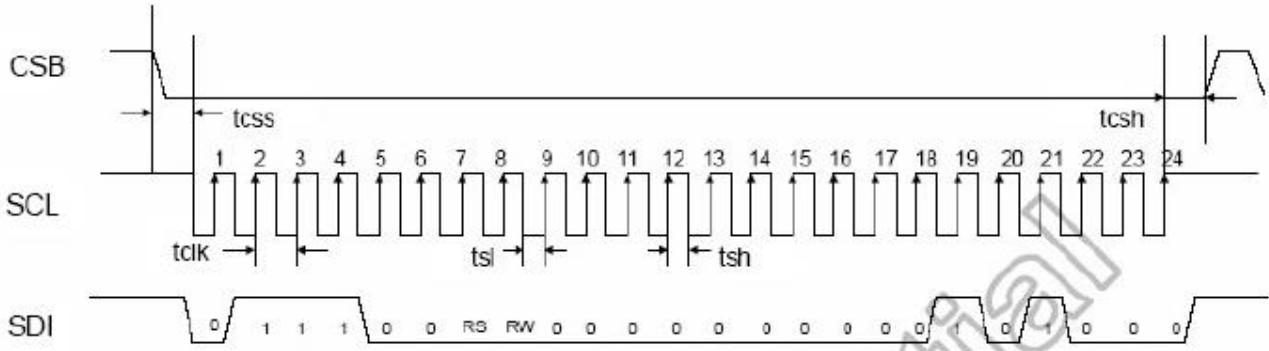 CSB
tcss tcsh
1 2 3 4 5 6 7 8 9 10 11 12 13 14 15 16 17 18 19 20 21 22 23 24
SCL
tclk tsl tsh
SDI 0 1 1 1 0 0 RS RW 0 0 0 0 0 0 0 0 0 0 1 0 1 0 0 0